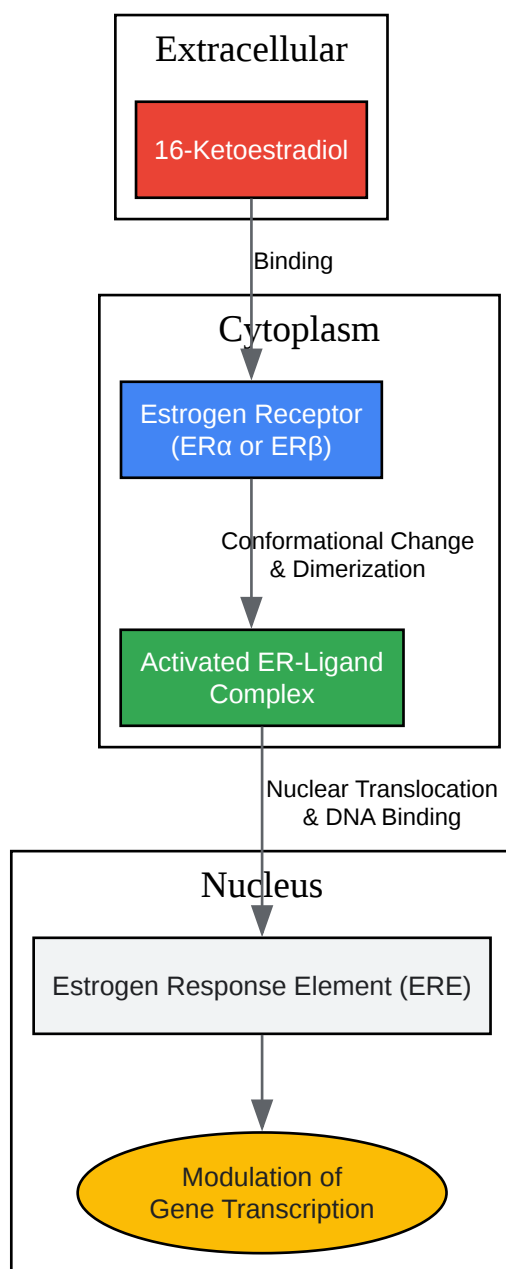 Extracellular
16-Ketoestradiol
Binding
Cytoplasm
Estrogen Receptor
(ERα or ERβ)
Conformational Change
& Dimerization
Activated ER-Ligand
Complex
Nuclear Translocation
& DNA Binding
Nucleus
Estrogen Response Element (ERE)
Modulation of
Gene Transcription